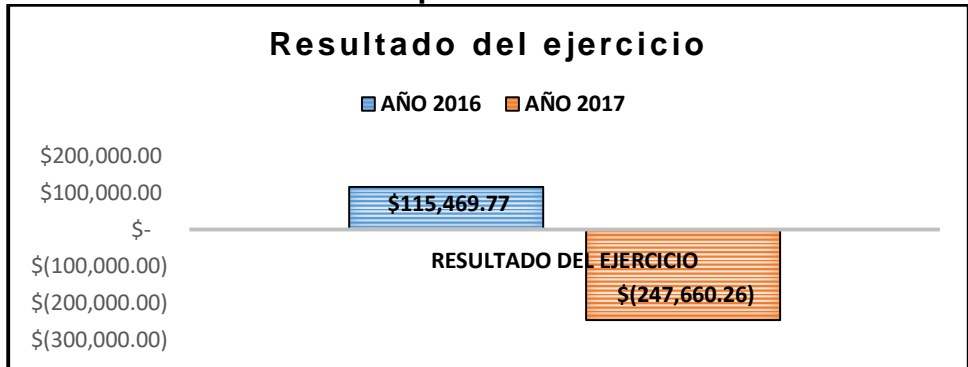 Resultado del ejercicio
AÑO 2016 AÑO 2017
$200,000.00
$100,000.00
$-
$(100,000.00)
$(200,000.00)
$(300,000.00)
$115,469.77
RESULTADO DEL EJERCICIO
$(247,660.26)